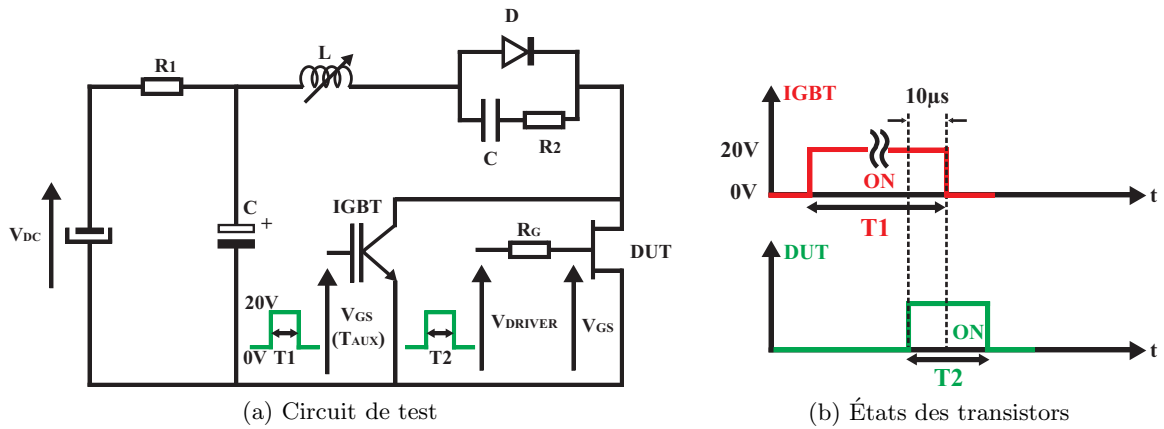 D
L
R1
C
R2
C
+
IGBT
RG
DUT
VDC
20V
0V
T1
VGS
(TAUX)
T2
VDRIVER
VGS
(a) Circuit de test
IGBT
10µs
20V
0V
ON
t
T1
DUT
ON
t
T2
(b) États des transistors